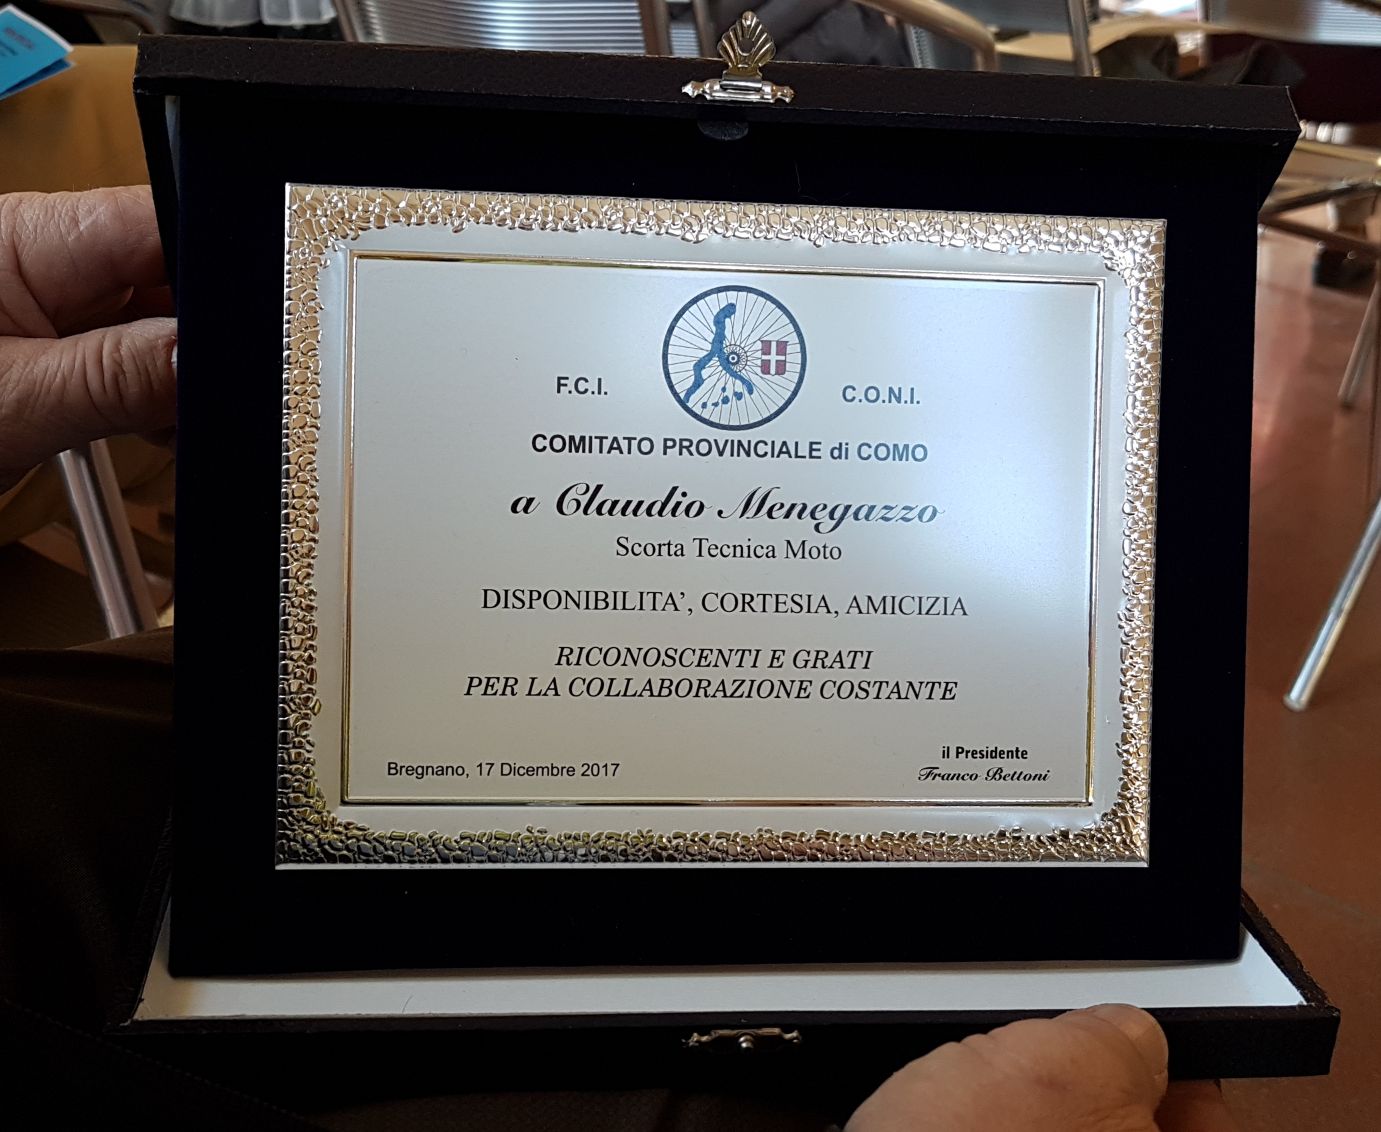 F.C.I.
C.O.N.I.
COMITATO PROVINCIALE di COMO
a Claudio Menegazzo
Scorta Tecnica Moto
DISPONIBILITA', CORTESIA, AMICIZIA
RICONOSCENTI E GRATI
PER LA COLLABORAZIONE COSTANTE
il Presidente
Bregnano, 17 Dicembre 2017
Franco Bettoni